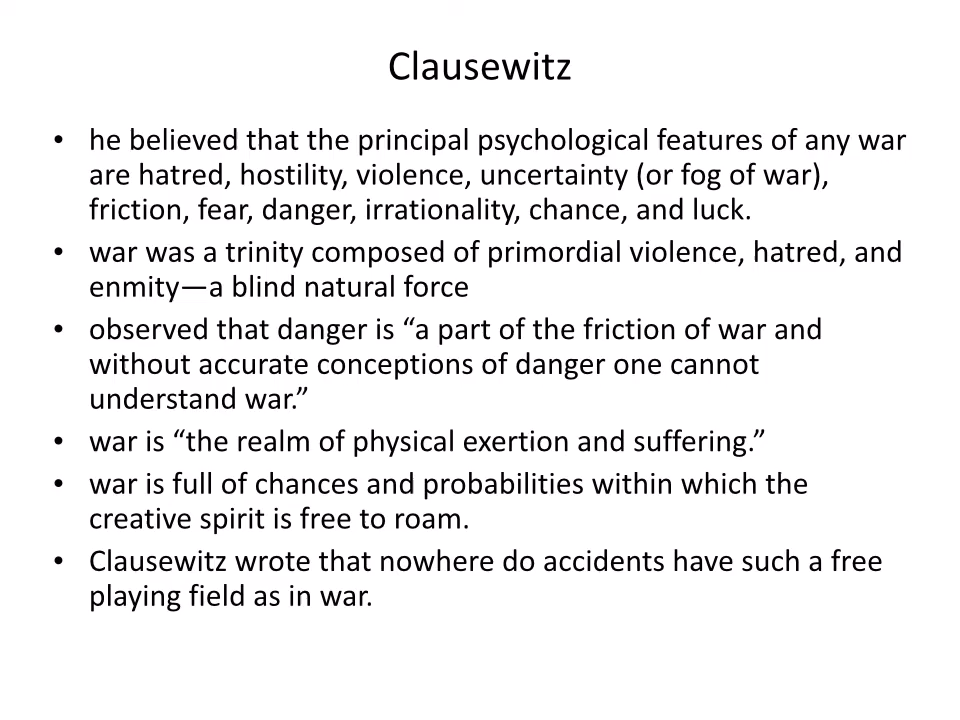 Clausewitz
• he believed that the principal psychological features of any war
are hatred, hostility, violence, uncertainty (or fog of war),
friction, fear, danger, irrationality, chance, and luck.
• war was a trinity composed of primordial violence, hatred, and
enmity—a blind natural force
• observed that danger is “a part of the friction of war and
without accurate conceptions of danger one cannot
understand war.”
• war is “the realm of physical exertion and suffering.”
• war is full of chances and probabilities within which the
creative spirit is free to roam.
• Clausewitz wrote that nowhere do accidents have such a free
playing field as in war.